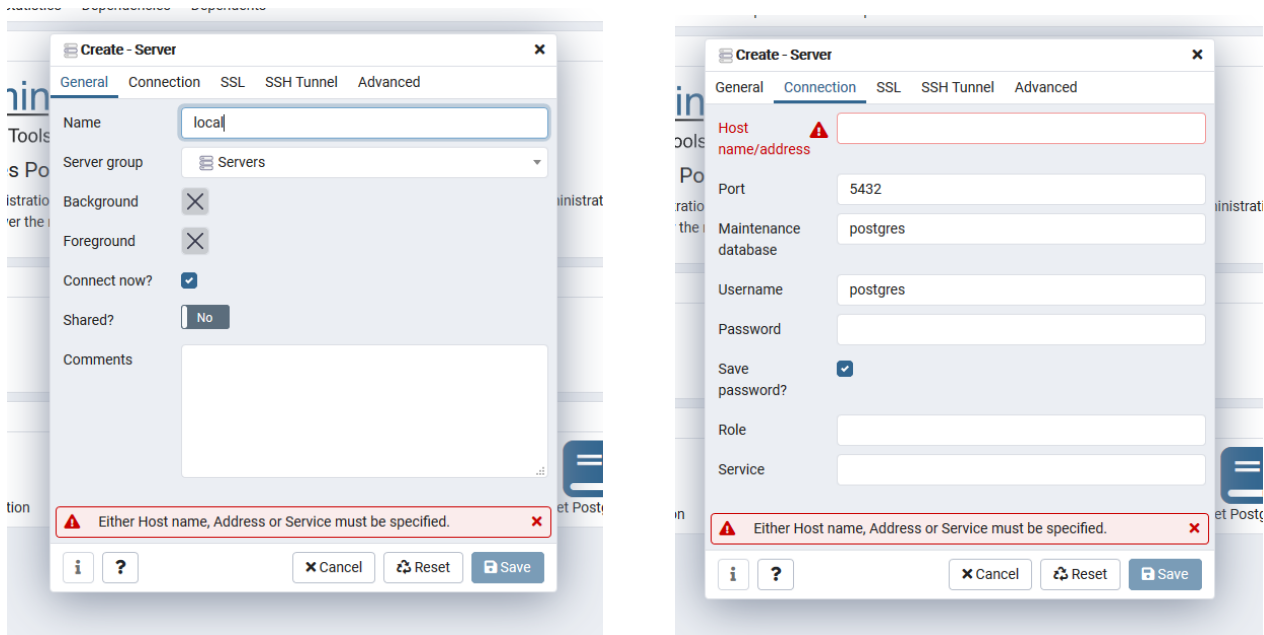 Dependencies
Dependents
Create - Server
General Connection SSL SSH Tunnel Advanced
Name local
Server group Servers
Background
Foreground
Connect now?
Shared? No
Comments
Either Host name, Address or Service must be specified.
i ? Cancel Reset Save
Tools
Create - Server
General Connection SSL SSH Tunnel Advanced
Host
name/address
Port 5432
Maintenance postgres
database
Username postgres
Password
Save
password?
Role
Service
Either Host name, Address or Service must be specified.
i ? Cancel Reset Save